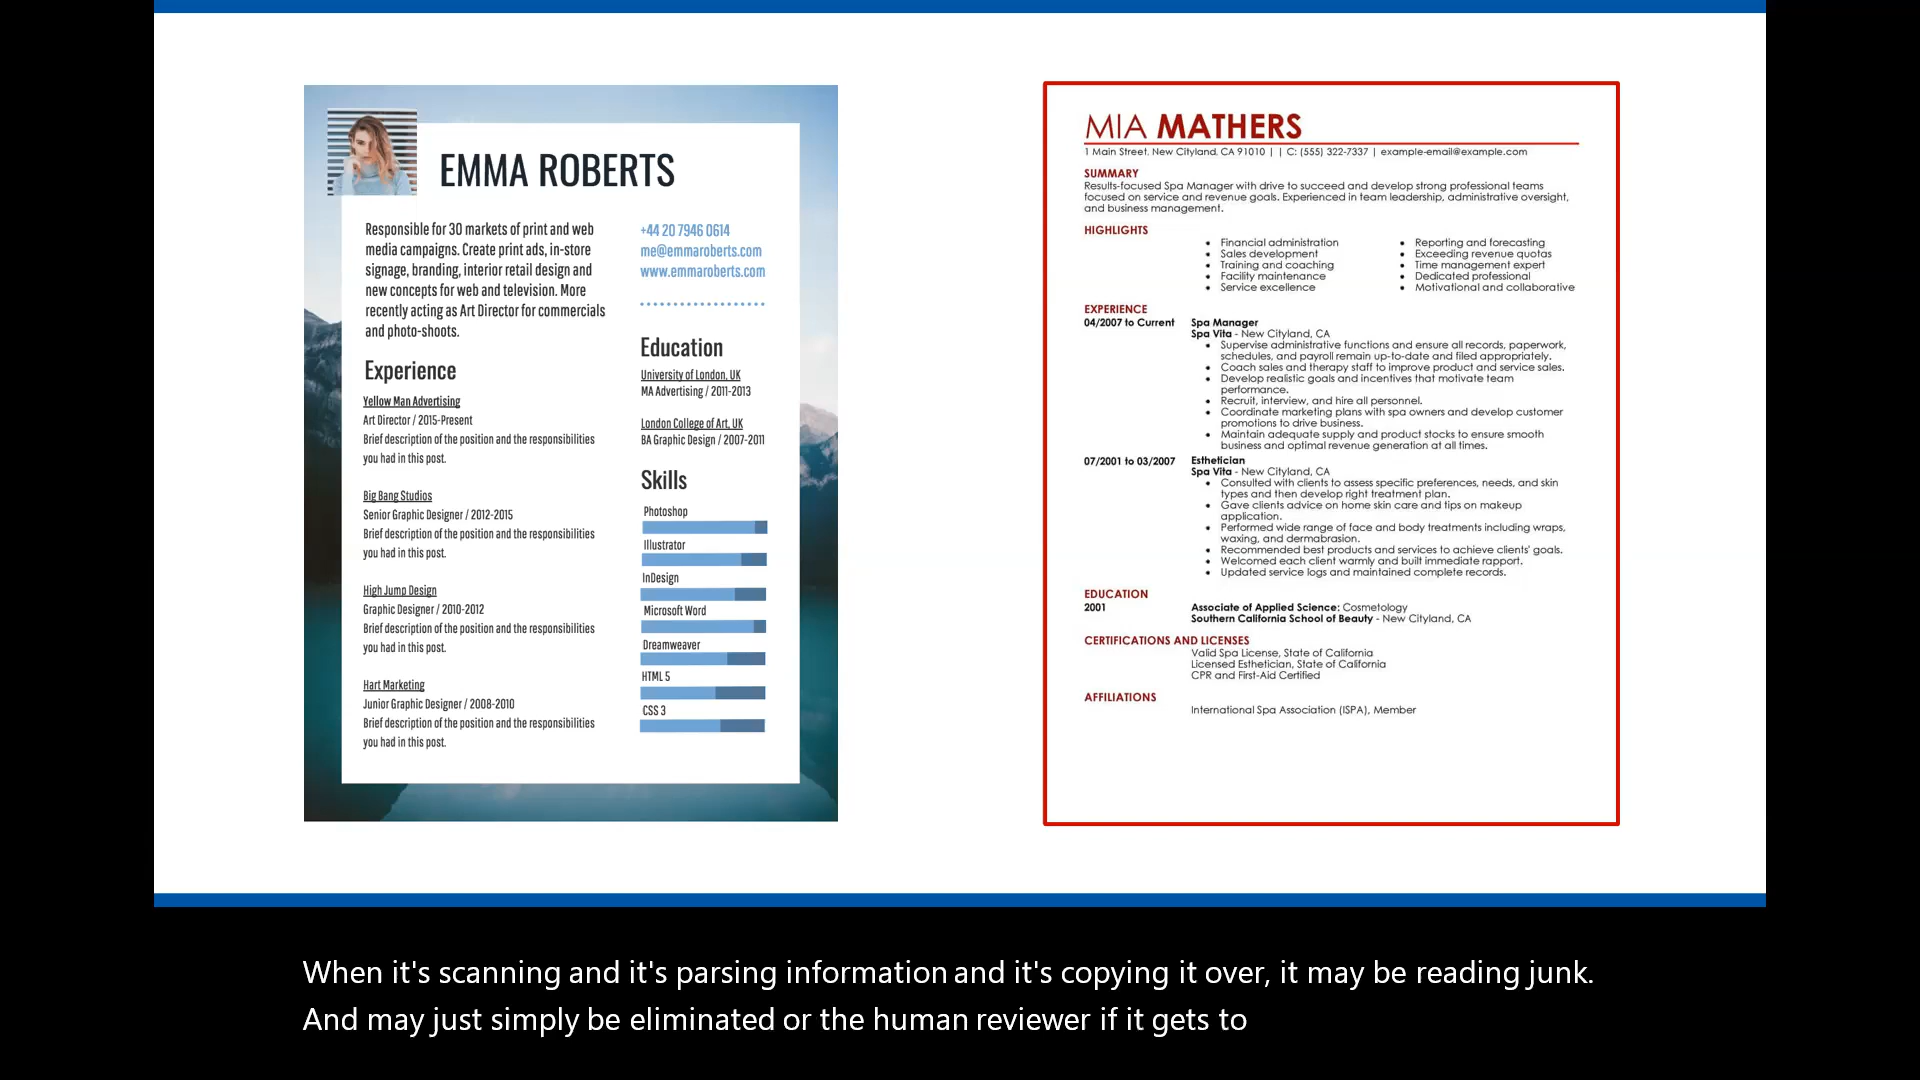 EMMA ROBERTS
Responsible for 30 markets of print and web
media campaigns. Create print ads, in-store
signage, branding, interior retail design and
new concepts for web and television. More
recently acting as Art Director for commercials
and photo-shoots.
Experience
Yellow Man Advertising
Art Director / 2015-Present
Brief description of the position and the responsibilities
you had in this post.
Big Bang Studios
Senior Graphic Designer / 2012-2015
Brief description of the position and the responsibilities
you had in this post.
High Jump Design
Graphic Designer / 2010-2012
Brief description of the position and the responsibilities
you had in this post.
Hart Marketing
Junior Graphic Designer / 2008-2010
Brief description of the position and the responsibilities
you had in this post.
+44 20 7946 0614
me@emmaroberts.com
www.emmaroberts.com
Education
University of London, UK
MA Advertising / 2011-2013
London College of Art, UK
BA Graphic Design / 2007-2011
Skills
Photoshop
Illustrator
InDesign
Microsoft Word
Dreamweaver
HTML 5
CSS 3
MIA MATHERS
1 Main Street, New Cityland, CA 91010 | | C: (555) 322-7337 | example-email@example.com
SUMMARY
Results-focused Spa Manager with drive to succeed and develop strong professional teams
focused on service and revenue goals. Experienced in team leadership, administrative oversight,
and business management.
HIGHLIGHTS
• Financial administration
• Sales development
• Training and coaching
• Facility maintenance
• Service excellence
• Reporting and forecasting
• Exceeding revenue quotas
• Time management expert
• Dedicated professional
• Motivational and collaborative
EXPERIENCE
04/2007 to Current Spa Manager
Spa Vita - New Cityland, CA
• Supervise administrative functions and ensure all records, paperwork,
schedules, and payroll remain up-to-date and filed appropriately.
• Coach sales and therapy staff to improve product and service sales.
• Develop realistic goals and incentives that motivate team
performance.
• Recruit, interview, and hire all personnel.
• Coordinate marketing plans with spa owners and develop customer
promotions to drive business.
• Maintain adequate supply and product stocks to ensure smooth
business and optimal revenue generation at all times.
07/2001 to 03/2007 Esthetician
Spa Vita - New Cityland, CA
• Consulted with clients to assess specific preferences, needs, and skin
types and then develop right treatment plan.
• Gave clients advice on home skin care and tips on makeup
application.
• Performed wide range of face and body treatments including wraps,
waxing, and dermabrasion.
• Recommended best products and services to achieve clients' goals.
• Welcomed each client warmly and built immediate rapport.
• Updated service logs and maintained complete records.
EDUCATION
2001 Associate of Applied Science: Cosmetology
Southern California School of Beauty - New Cityland, CA
CERTIFICATIONS AND LICENSES
Valid Spa License, State of California
Licensed Esthetician, State of California
CPR and First-Aid Certified
AFFILIATIONS
International Spa Association (ISPA), Member
When it's scanning and it's parsing information and it's copying it over, it may be reading junk.
And may just simply be eliminated or the human reviewer if it gets to